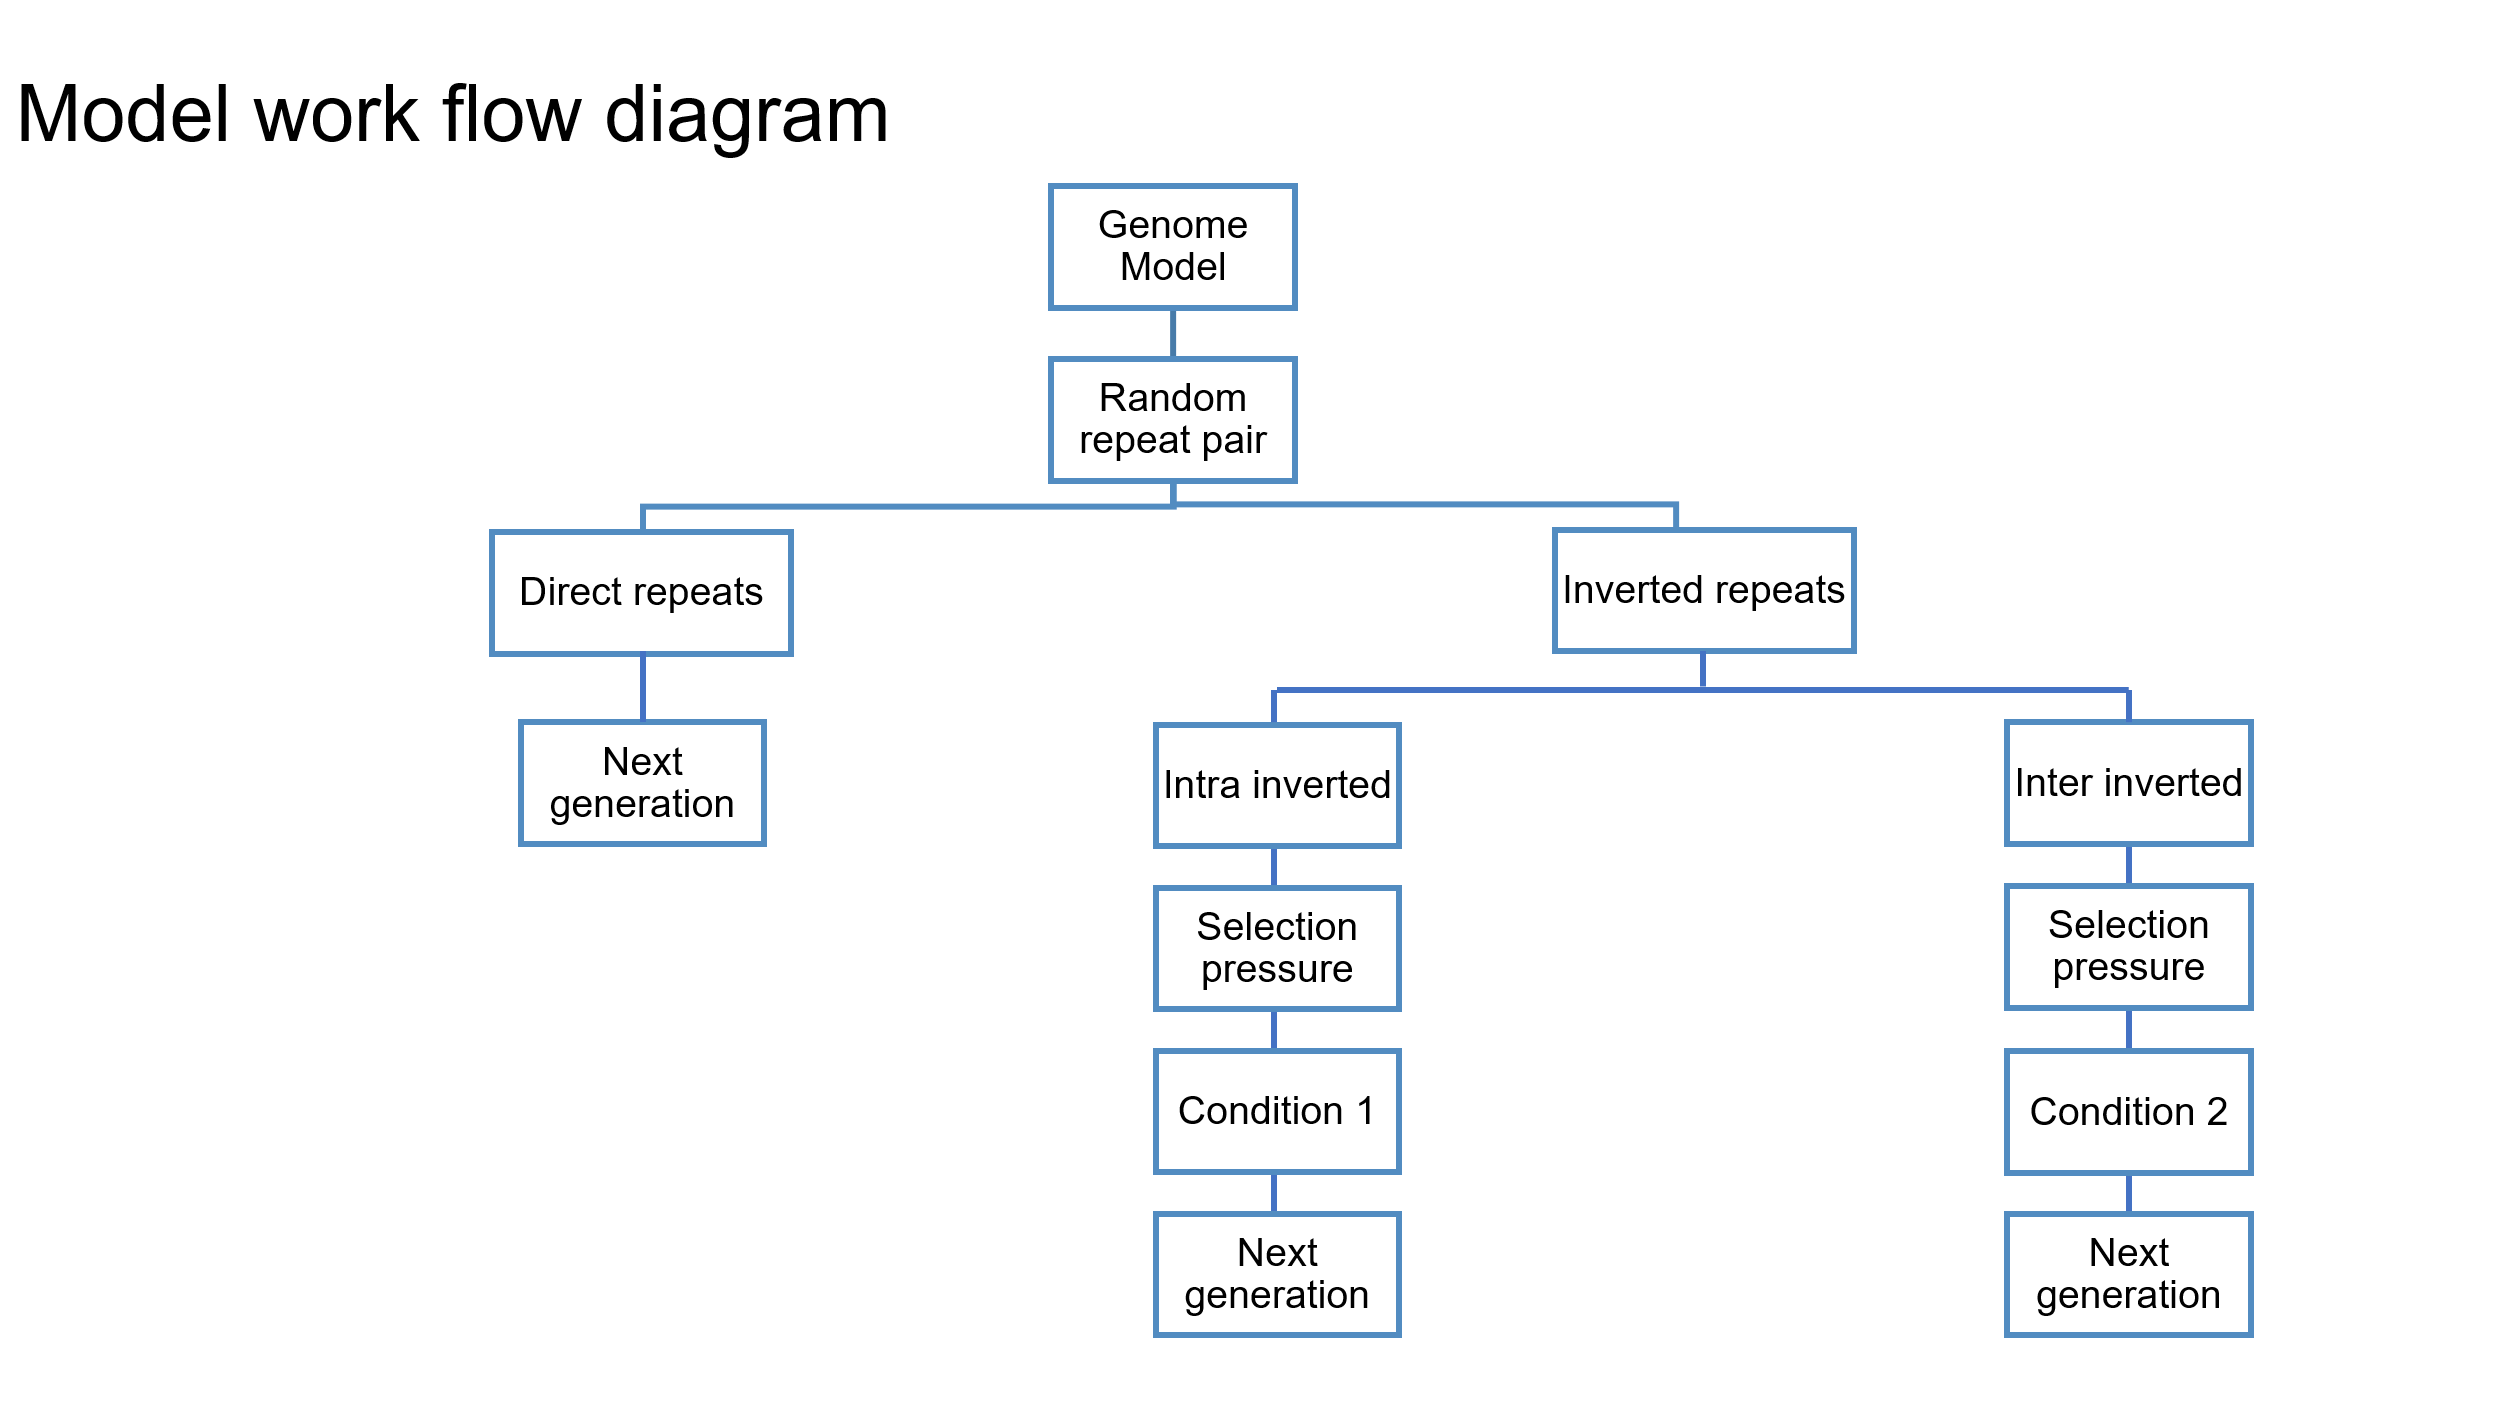 Model work flow diagram
Genome
Model
Random
repeat pair
Direct repeats
Inverted repeats
Next
generation
Intra inverted
Inter inverted
Selection
pressure
Selection
pressure
Condition 1
Condition 2
Next
generation
Next
generation